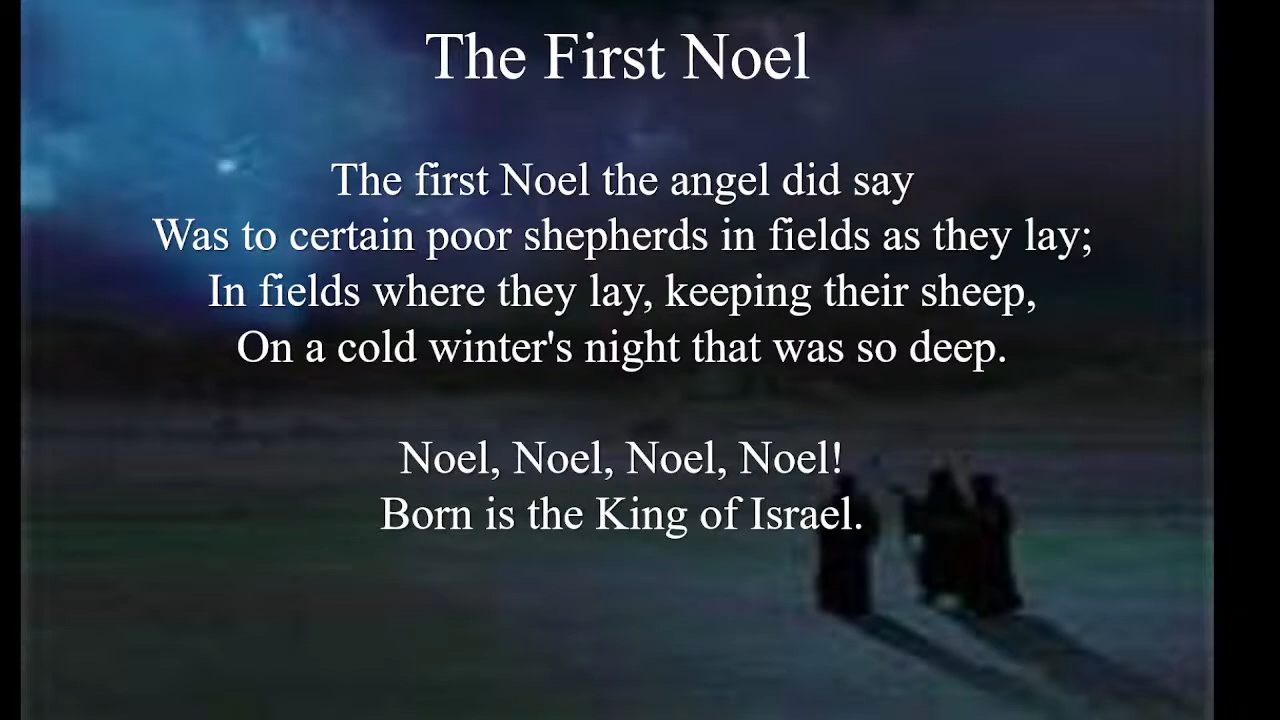 The First Noel
The first Noel the angel did say
Was to certain poor shepherds in fields as they lay;
In fields where they lay, keeping their sheep,
On a cold winter's night that was so deep.
Noel, Noel, Noel, Noel!
Born is the King of Israel.